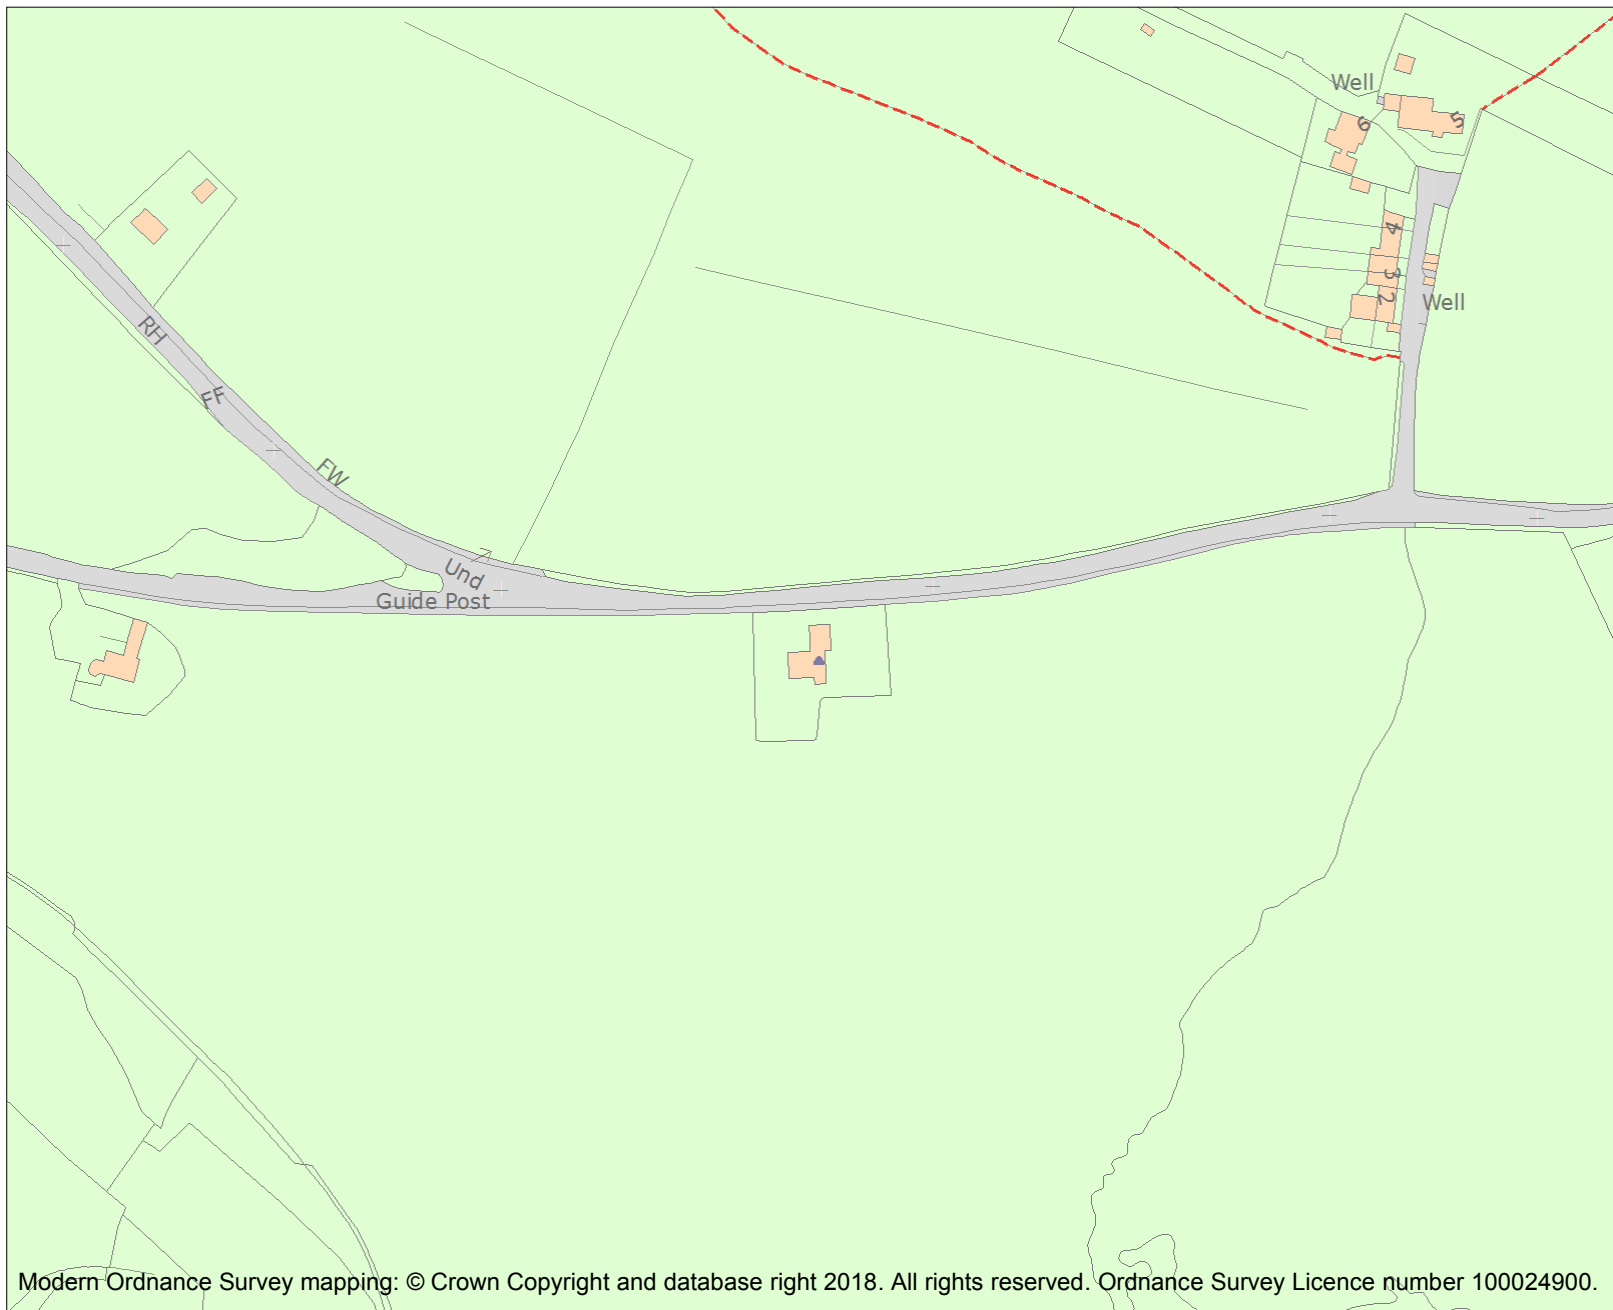 Well
5
6
4
3
2
Well
RH
FF
FW
Und
Guide Post
Modern Ordnance Survey mapping: © Crown Copyright and database right 2018. All rights reserved. Ordnance Survey Licence number 100024900.